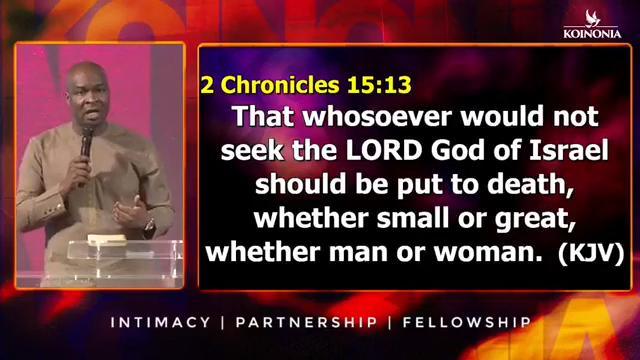 KOINONIA
2 Chronicles 15:13
That whosoever would not
seek the LORD God of Israel
should be put to death,
whether small or great,
whether man or woman. (KJV)
INTIMACY | PARTNERSHIP | FELLOWSHIP